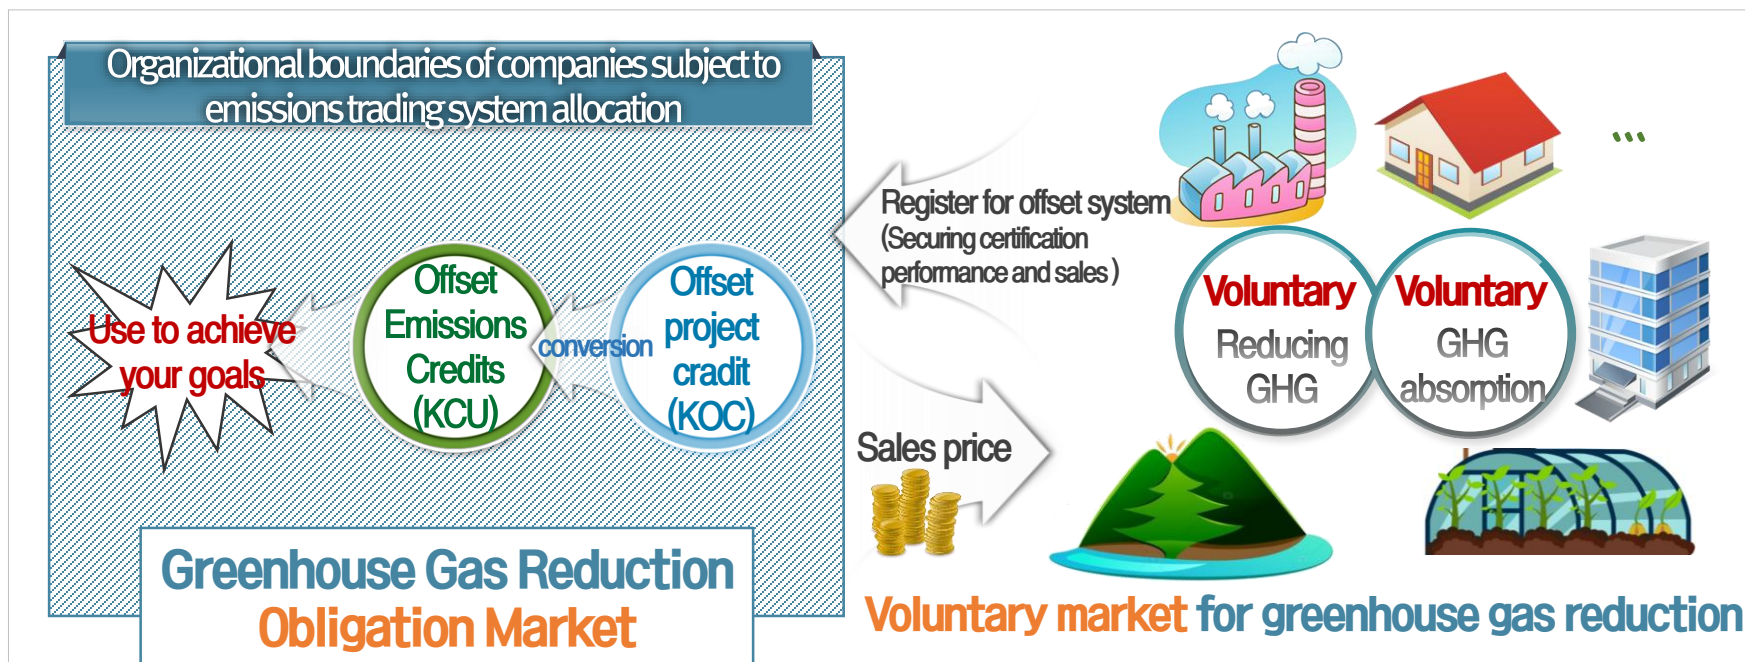 Organizational boundaries of companies subject to
emissions trading system allocation
Use to achieve
your goals
Offset
Emissions
Credits
(KCU)
conversion
Offset
project
cradit
(KOC)
Greenhouse Gas Reduction
Obligation Market
Register for offset system
(Securing certification
performance and sales )
Sales price
...
Voluntary
Reducing
GHG
Voluntary
GHG
absorption
Voluntary market for greenhouse gas reduction